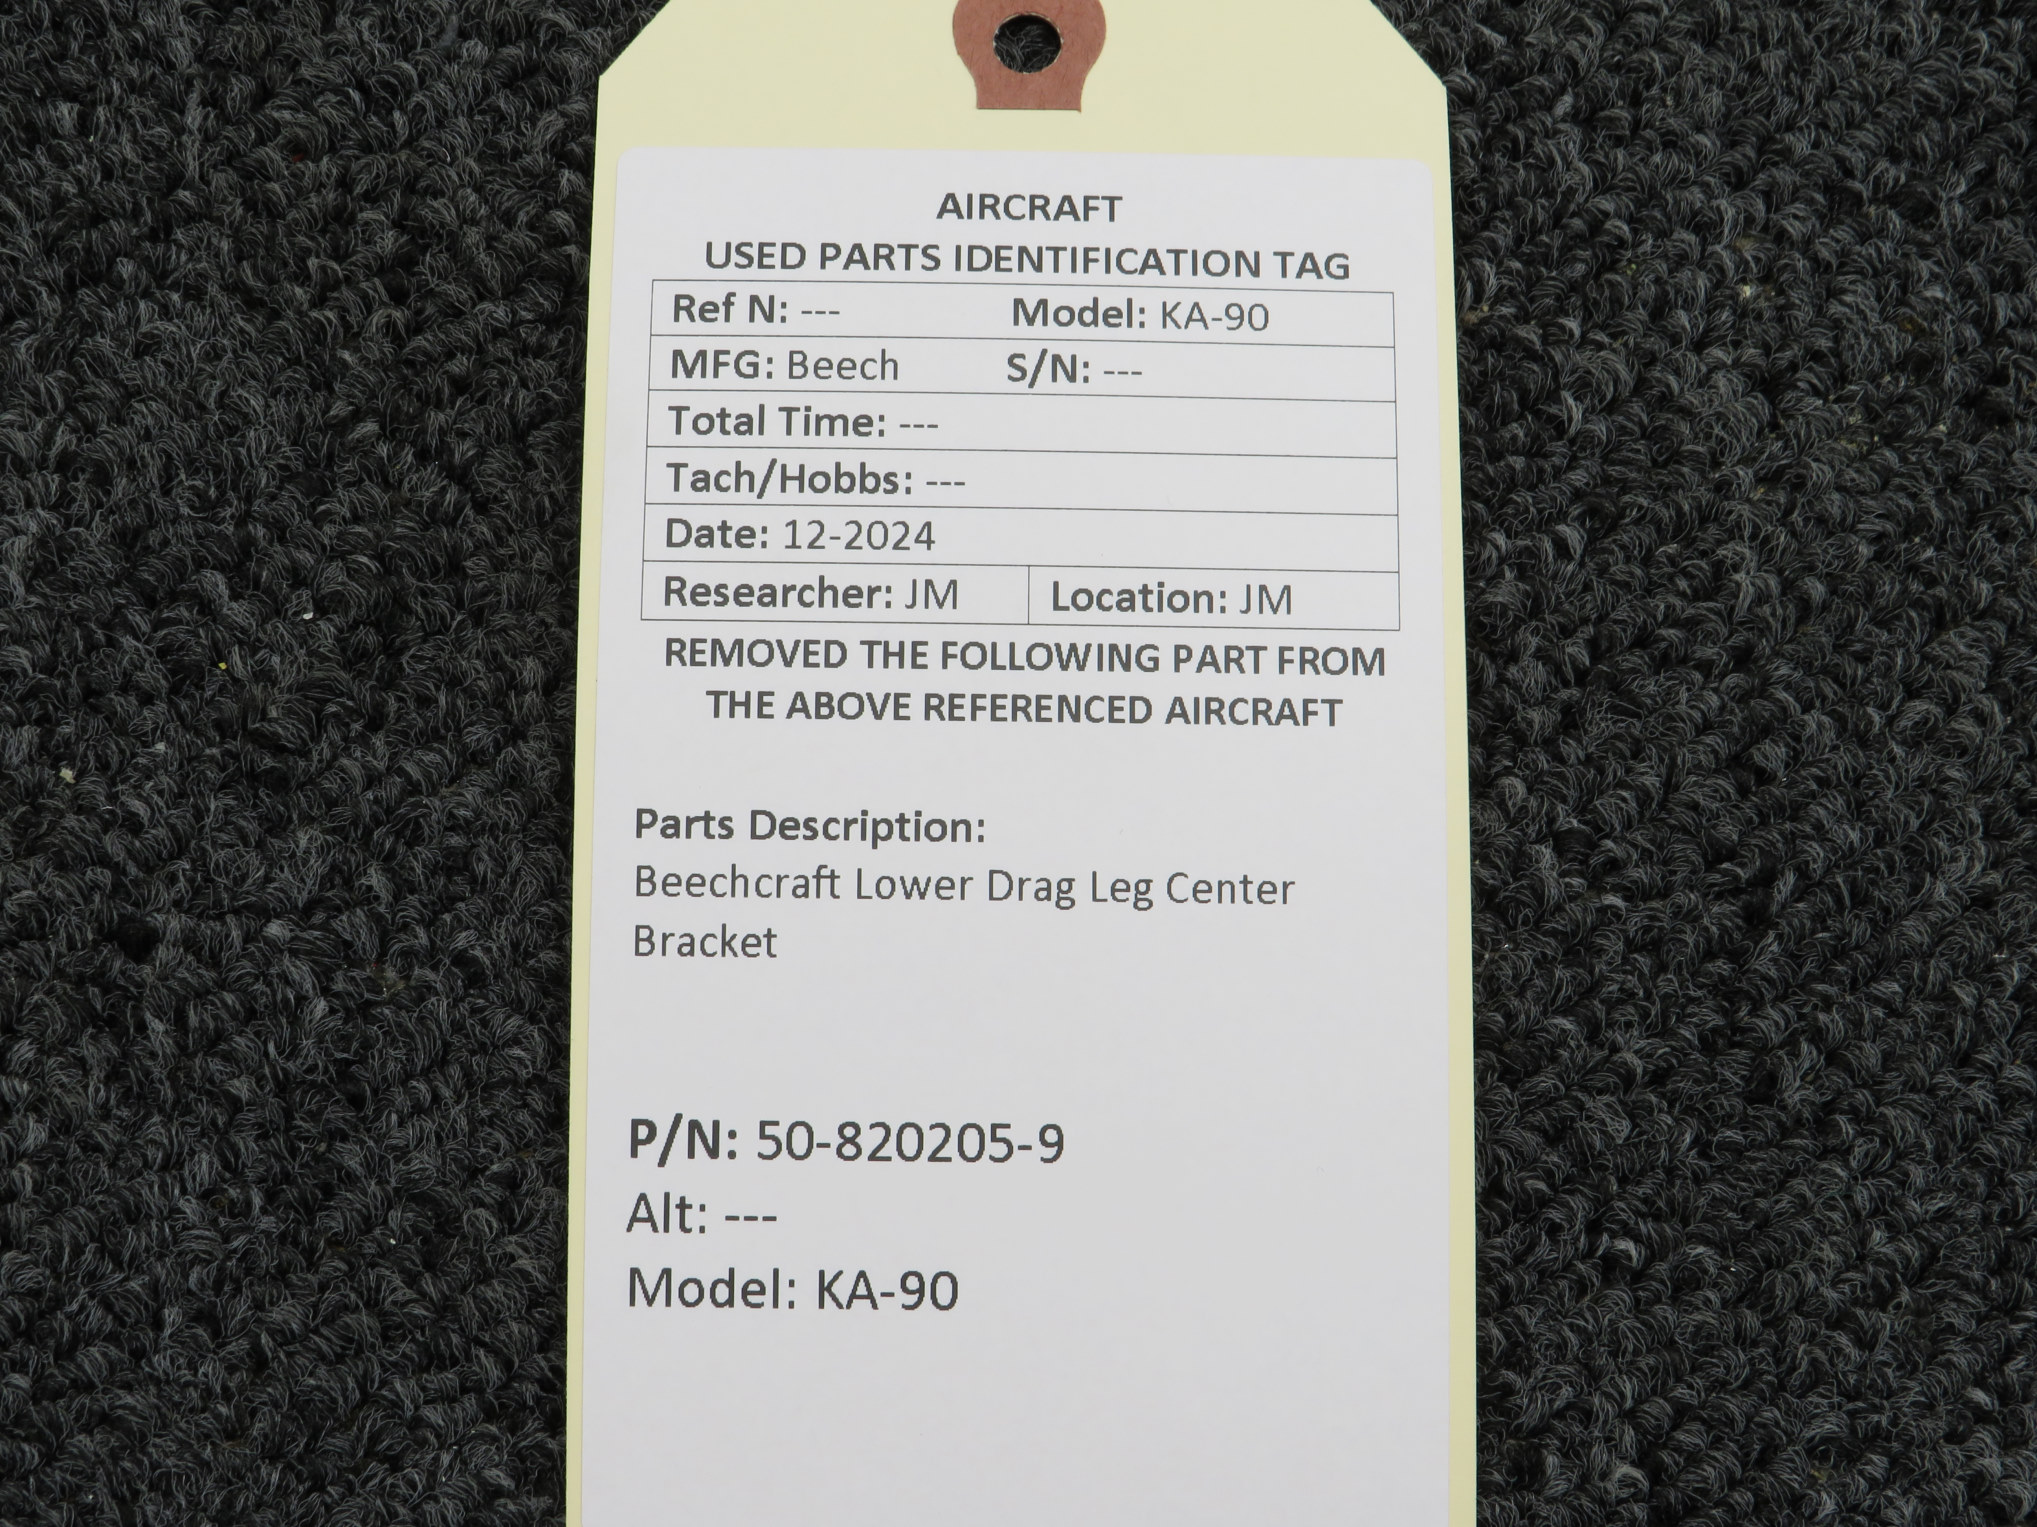 AIRCRAFT
USED PARTS IDENTIFICATION TAG
Ref N: --- Model: KA-90
MFG: Beech S/N: ---
Total Time: ---
Tach/Hobbs: ---
Date: 12-2024
Researcher: JM Location: JM
REMOVED THE FOLLOWING PART FROM
THE ABOVE REFERENCED AIRCRAFT
Parts Description:
Beechcraft Lower Drag Leg Center
Bracket
P/N: 50-820205-9
Alt: ---
Model: KA-90